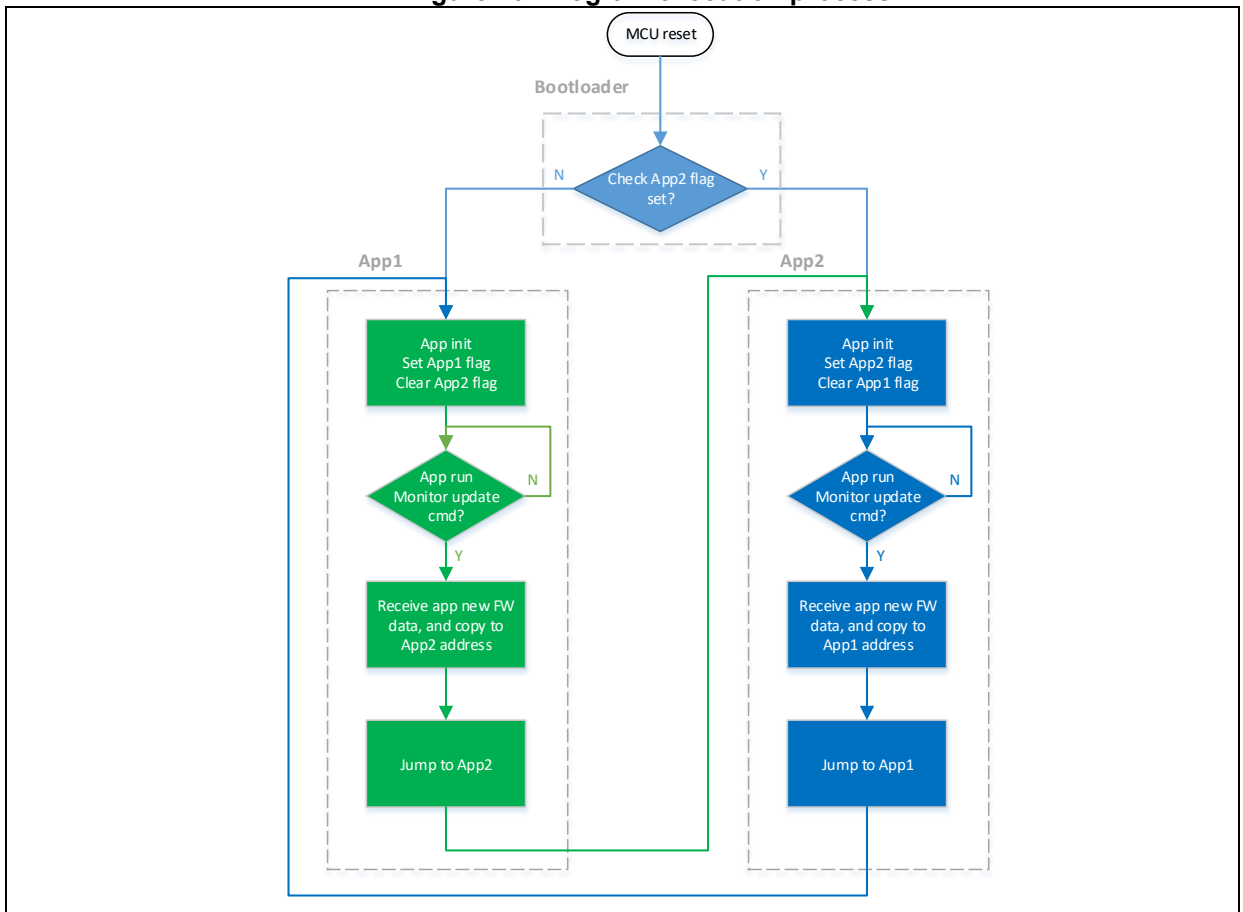 MCU reset
Bootloader
N
Check App2 flag
set?
Y
App1
App2
App init
Set App1 flag
Clear App2 flag
App init
Set App2 flag
Clear App1 flag
App run
Monitor update
cmd?
N
App run
Monitor update
cmd?
N
Y
Y
Receive app new FW
data, and copy to
App2 address
Receive app new FW
data, and copy to
App1 address
Jump to App2
Jump to App1